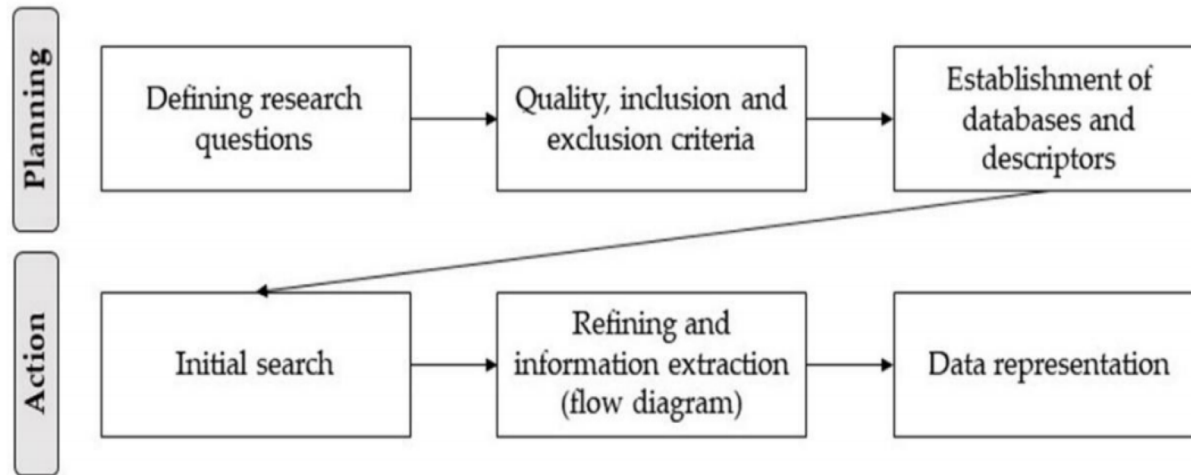 Planning
Defining research
questions
Quality, inclusion and
exclusion criteria
Establishment of
databases and
descriptors
Action
Initial search
Refining and
information extraction
(flow diagram)
Data representation